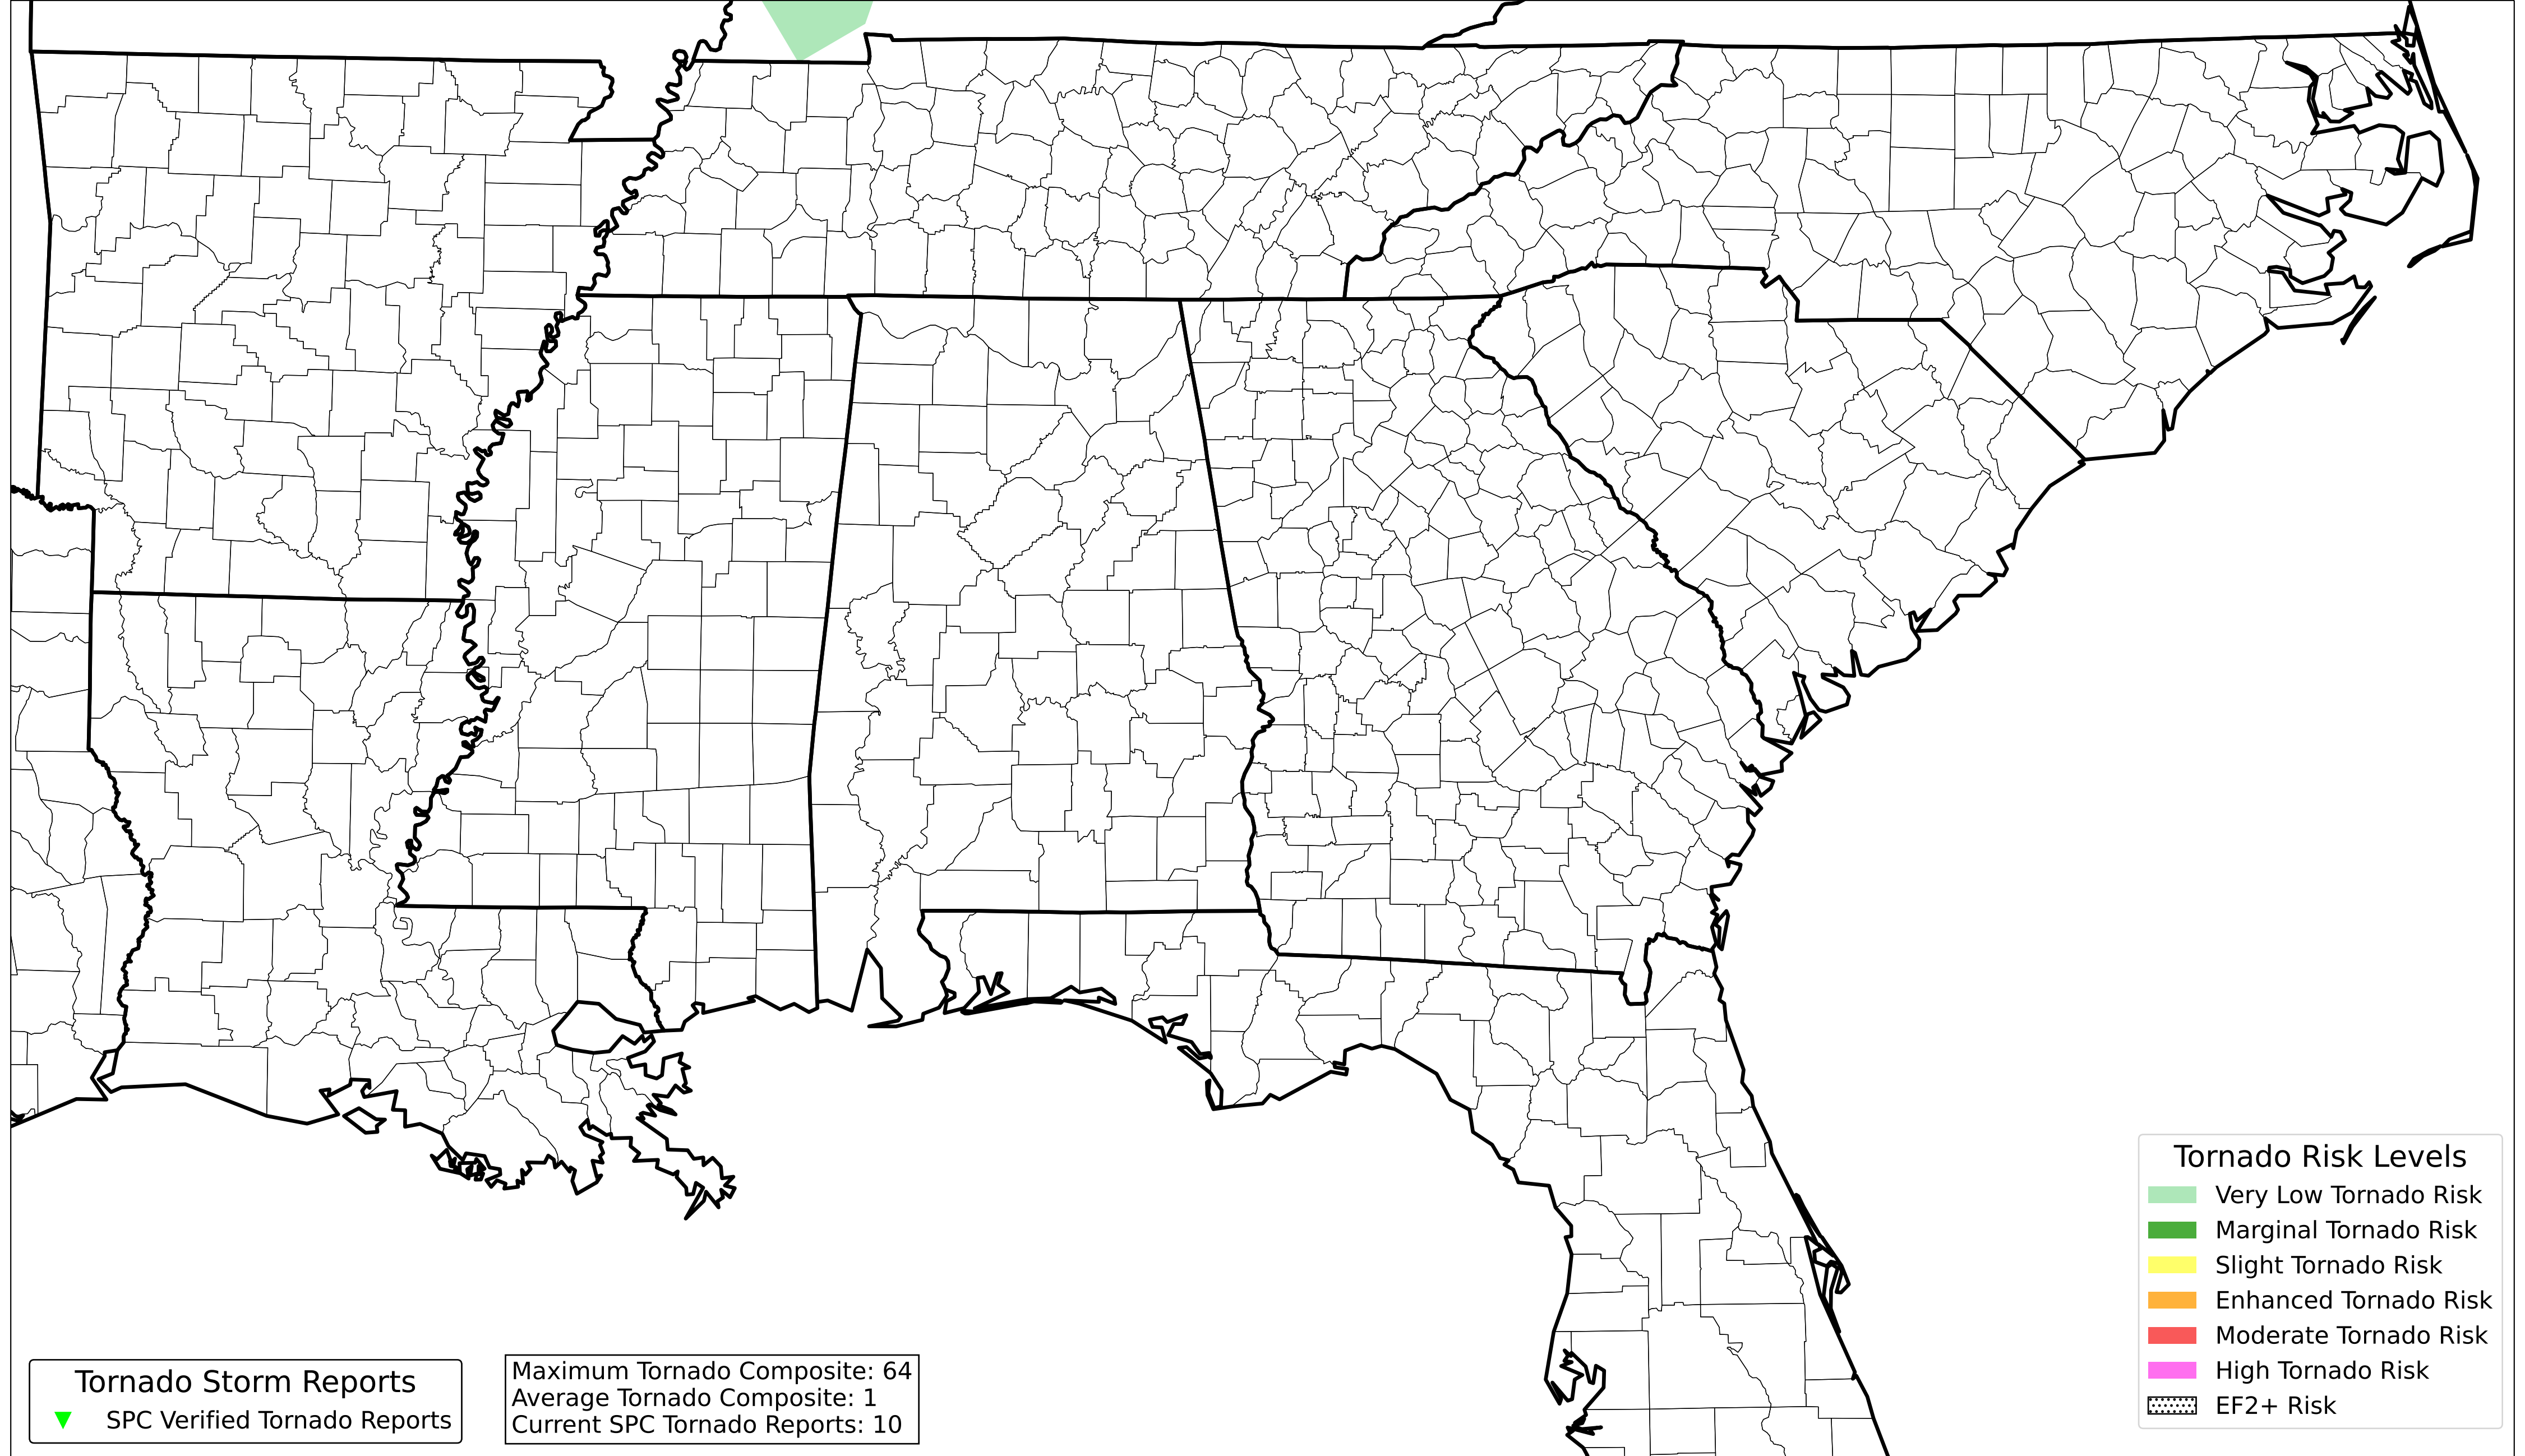 Tornado Risk Levels
Very Low Tornado Risk
Marginal Tornado Risk
Slight Tornado Risk
Enhanced Tornado Risk
Moderate Tornado Risk
High Tornado Risk
EF2+ Risk
Tornado Storm Reports
SPC Verified Tornado Reports
Maximum Tornado Composite: 64
Average Tornado Composite: 1
Current SPC Tornado Reports: 10